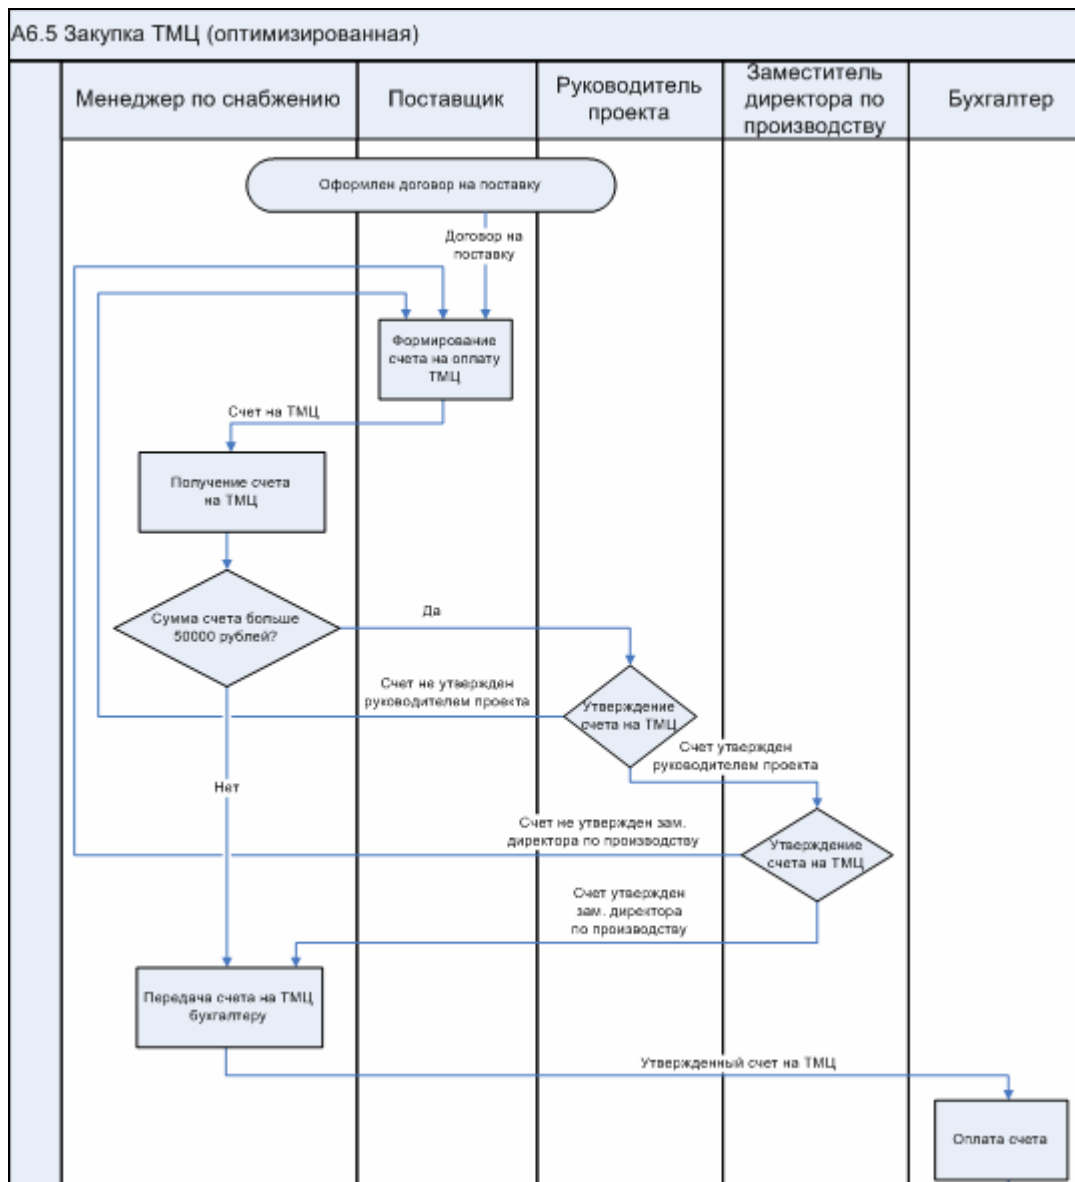 А6.5 Закупка ТМЦ (оптимизированная)
Менеджер по снабжению
Поставщик
Руководитель
проекта
Заместитель
директора по
производству
Бухгалтер
Оформлен договор на поставку
Договор на
поставку
Формирование
счета на оплату
ТМЦ
Счет на ТМЦ
Получение счета
на ТМЦ
Сумма счета больше
50000 рублей?
Да
Счет не утвержден
руководителем проекта
Утверждение
счета на ТМЦ
Счет утвержден
руководителем проекта
Нет
Счет не утвержден зам.
директора по производству
Утверждение
счета на ТМЦ
Счет утвержден
зам. директора
по производству
Передача счета на ТМЦ
бухгалтеру
Утвержденный счет на ТМЦ
Оплата счета